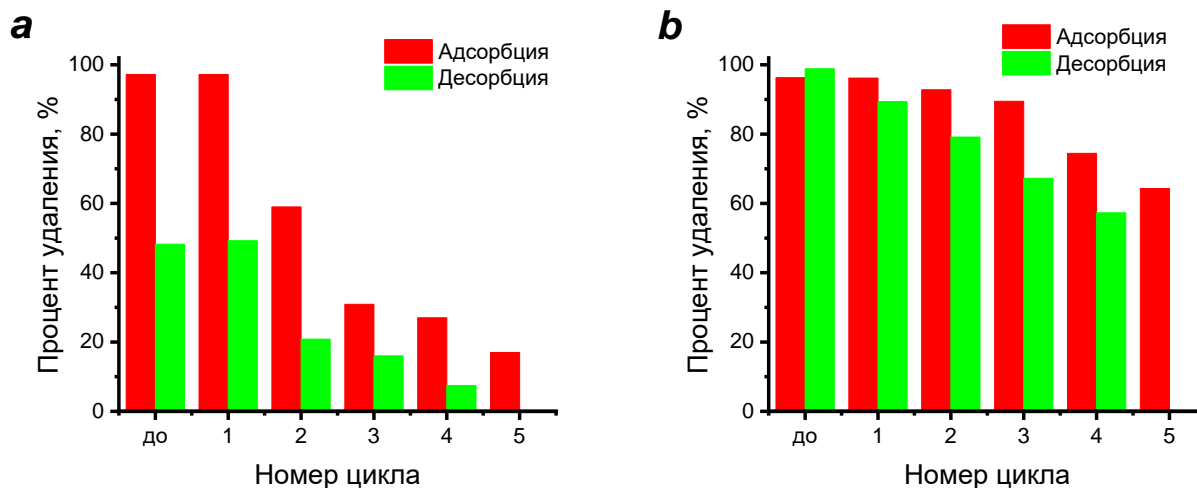 a
Адсорбция
Десорбция
Процент удаления, %
100
80
60
40
20
0
до 1 2 3 4 5
Номер цикла
b
Адсорбция
Десорбция
Процент удаления, %
100
80
60
40
20
0
до 1 2 3 4 5
Номер цикла